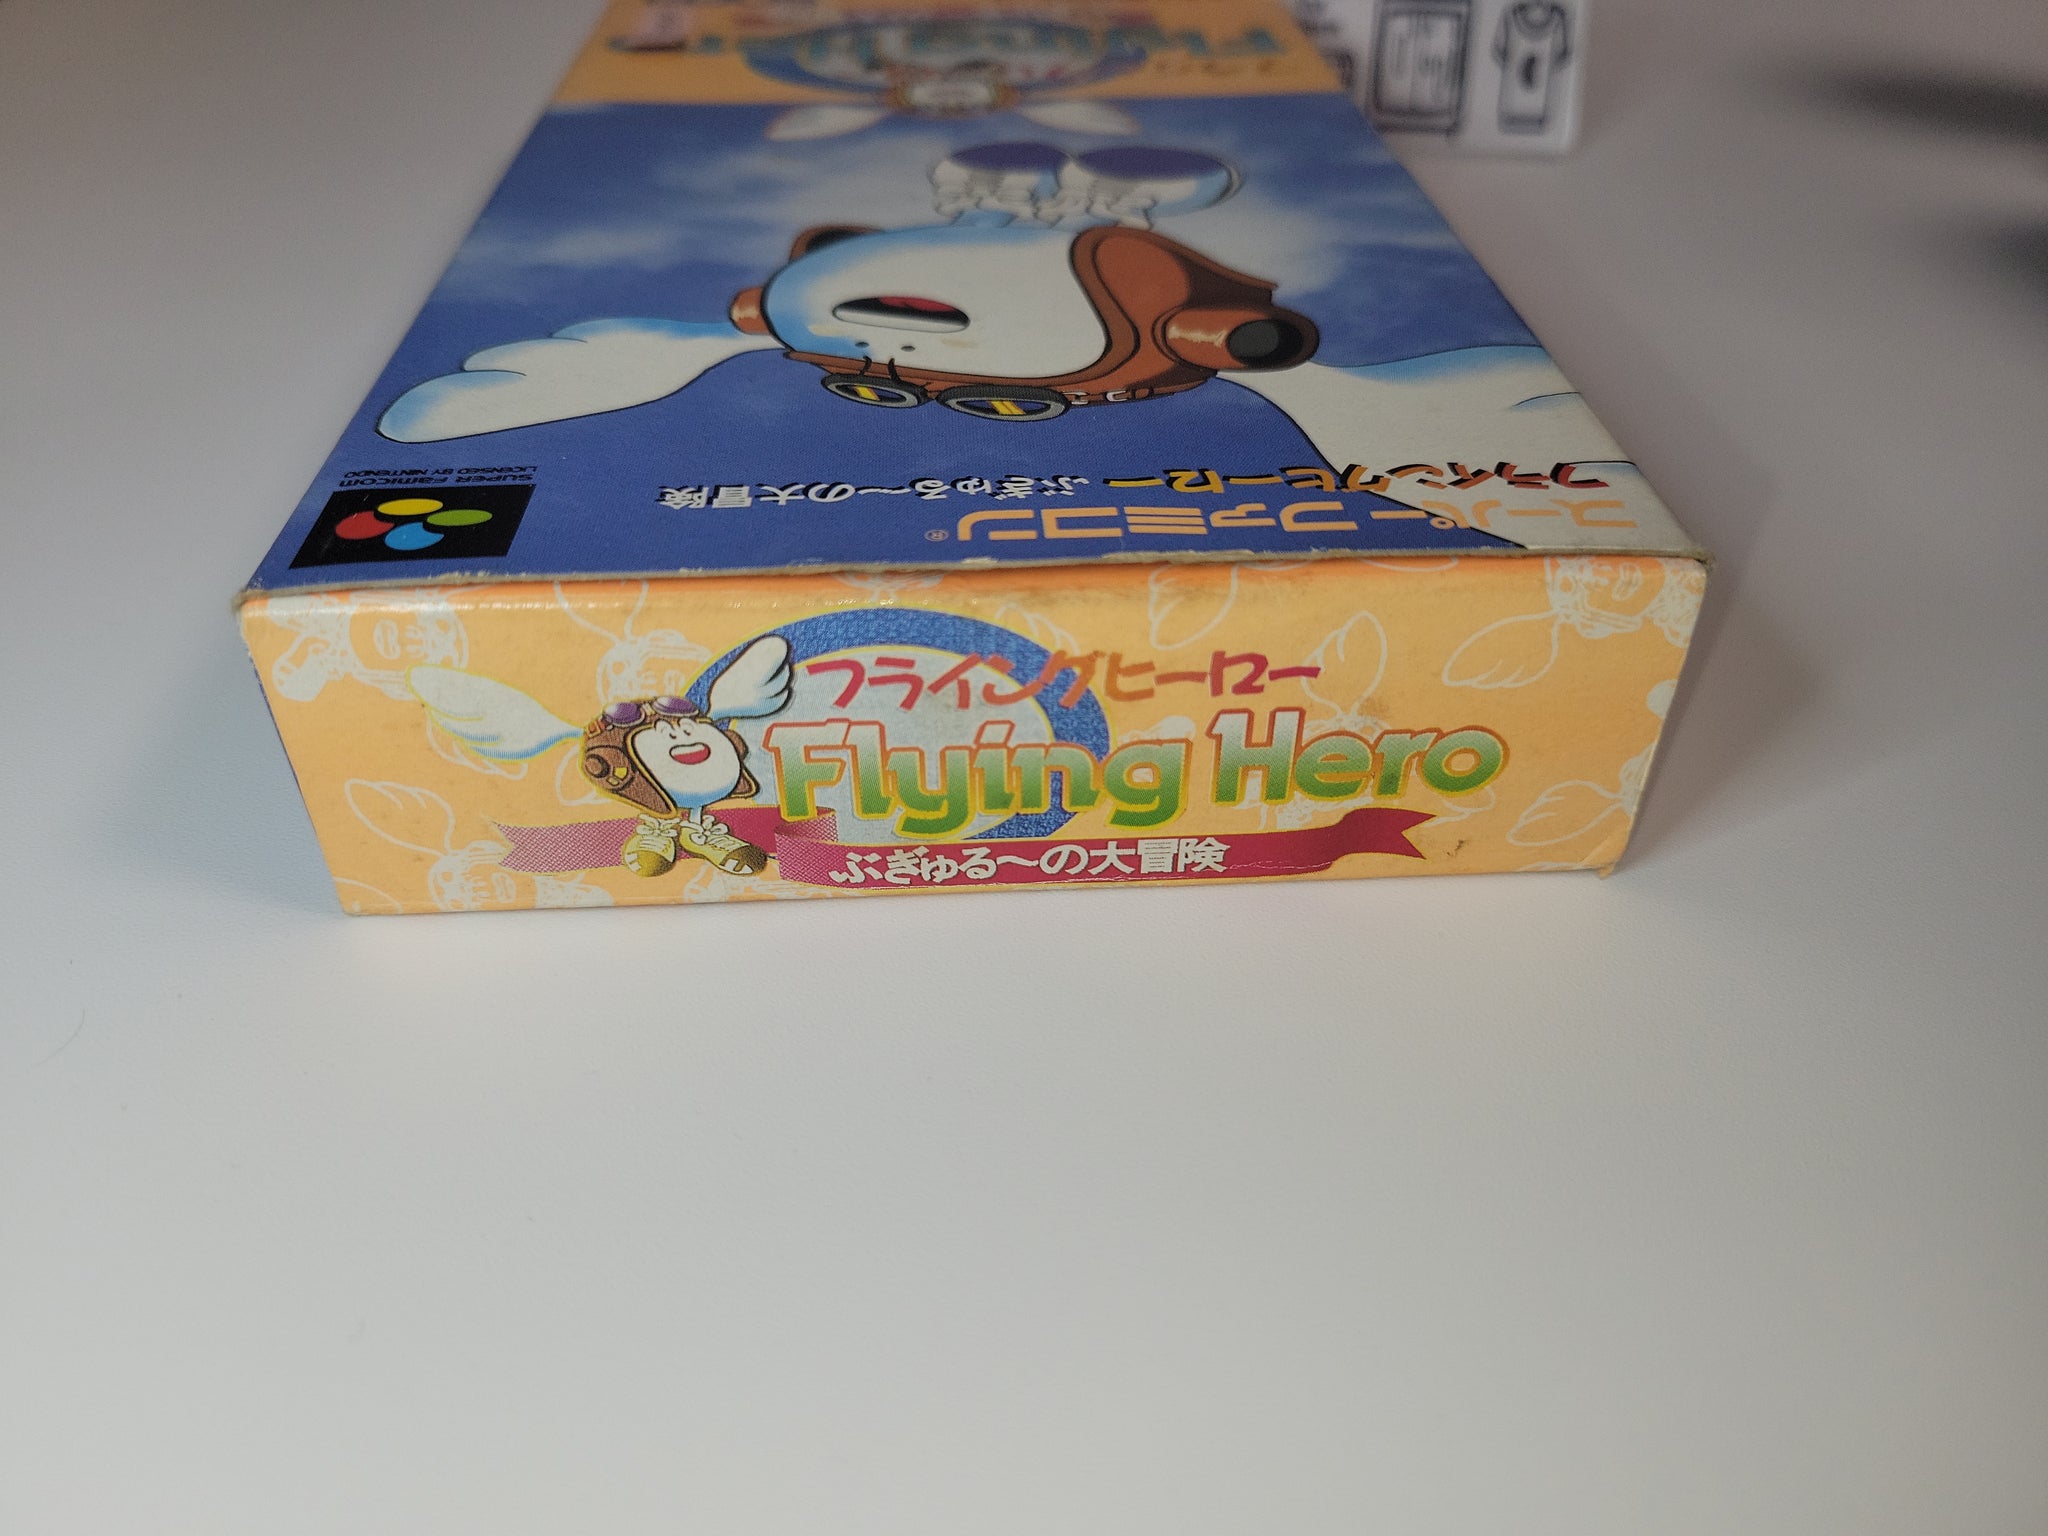 Flying Hero
SUPER FAMICOM
LICENSED BY NINTENDO
フライングヒーロー ぶぎゅる〜の大冒険
スーパーファミコン®
フライングヒーロー
Flying Hero
ぶぎゅる〜の大冒険